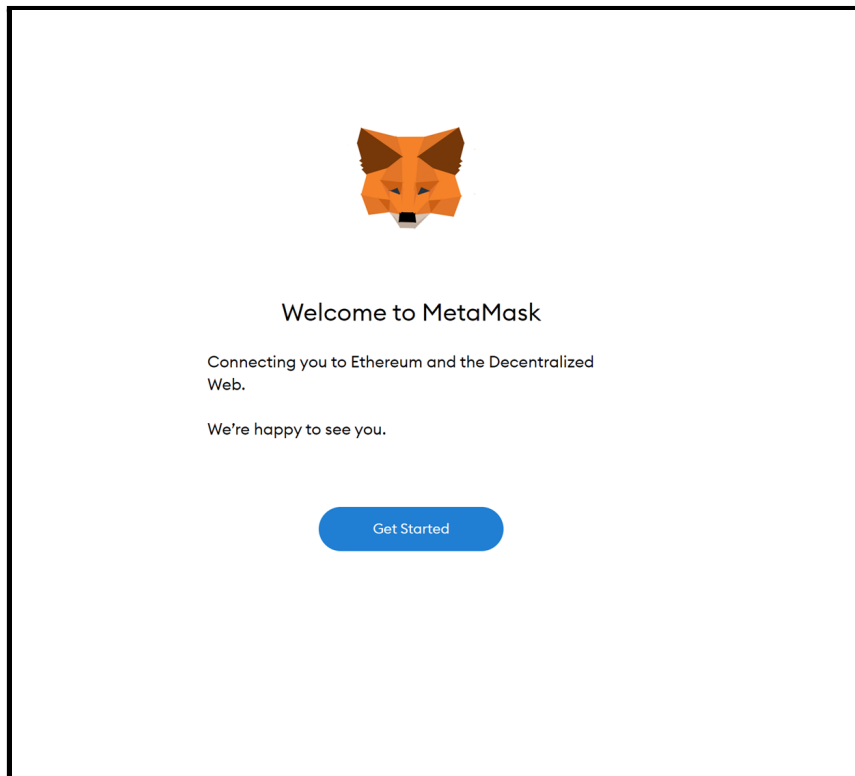 Welcome to MetaMask
Connecting you to Ethereum and the Decentralized
Web.
We’re happy to see you.
Get Started